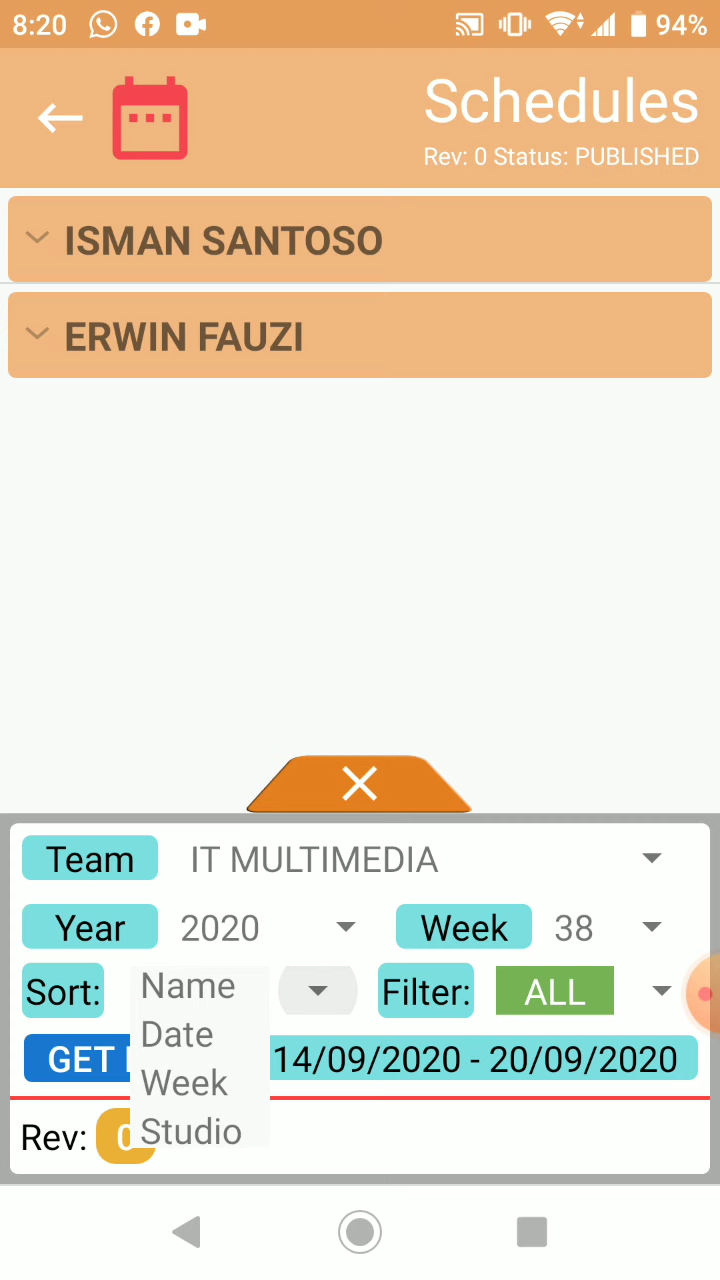 8:20 94%
Schedules
Rev: 0 Status: PUBLISHED
ISMAN SANTOSO
ERWIN FAUZI
Team IT MULTIMEDIA
Year 2020 Week 38
Sort: Name Filter: ALL
Date
GET 14/09/2020 - 20/09/2020
Week
Studio
Rev: 0